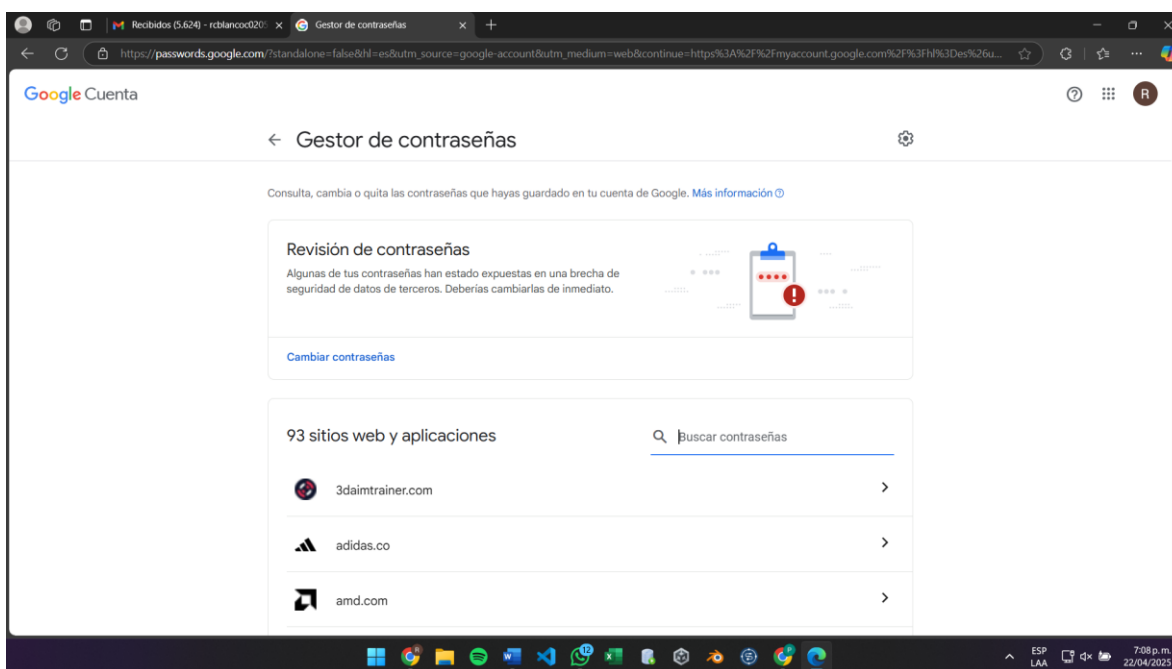 Recibidos (5.624) - rcblancoc020
Gestor de contraseñas
https://passwords.google.com/?standalone=false&hl=es&utm_source=google-account&utm_medium=web&continue=https%3A%2F%2Fmyaccount.google.com%2F%3Fhl%3Des%26u...
Google Cuenta
R
Gestor de contraseñas
Consulta, cambia o quita las contraseñas que hayas guardado en tu cuenta de Google. Más información
Revisión de contraseñas
Algunas de tus contraseñas han estado expuestas en una brecha de
seguridad de datos de terceros. Deberías cambiarlas de inmediato.
Cambiar contraseñas
93 sitios web y aplicaciones
Buscar contraseñas
3daimtrainer.com
adidas.co
amd.com
12
ESP
LAA
7:08 p.m.
22/04/2025